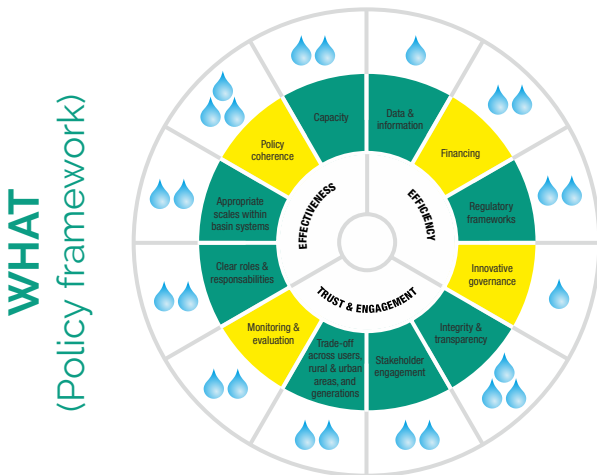 WHAT
(Policy framework)
Capacity
Data &
information
Financing
Regulatory
frameworks
Innovative
governance
Integrity &
transparency
Stakeholder
engagement
Trade-off
across users,
rural & urban
areas, and
generations
Monitoring &
evaluation
Clear roles &
responsabilities
Appropriate
scales within
basin systems
Policy
coherence
EFFECTIVENESS
EFFICIENCY
TRUST & ENGAGEMENT